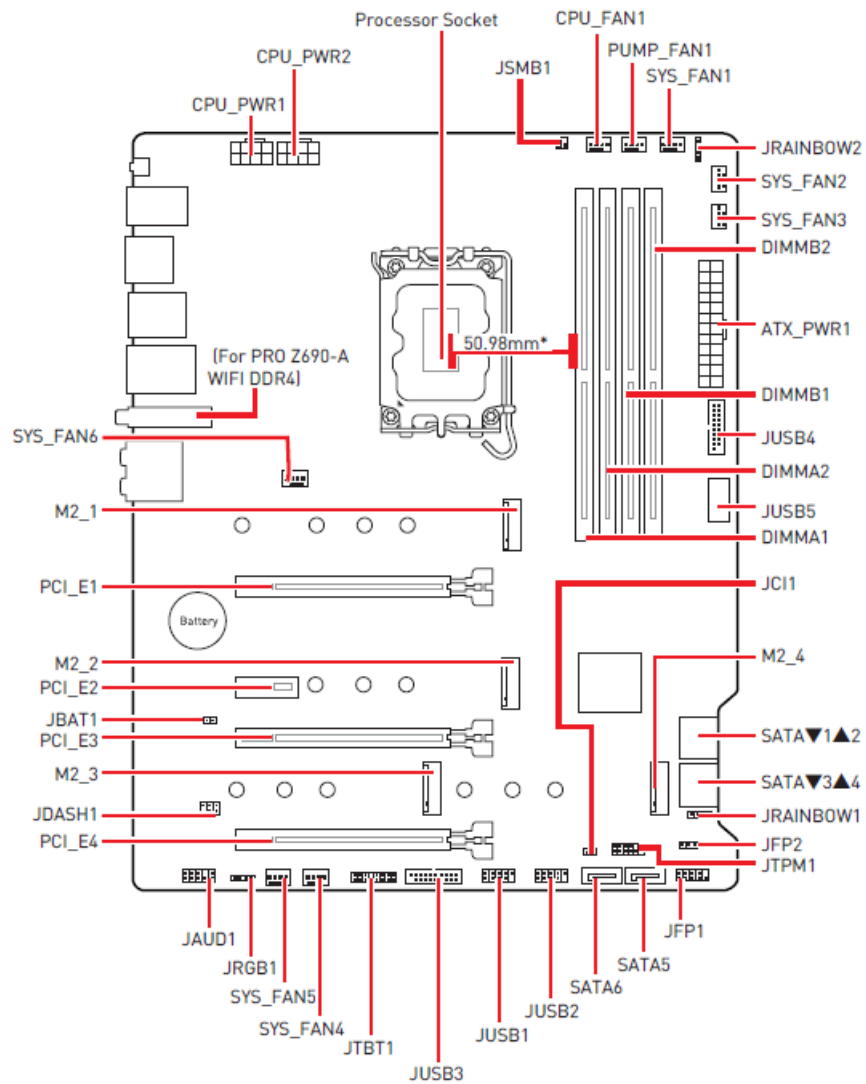 Processor Socket
CPU_FAN1
PUMP_FAN1
SYS_FAN1
CPU_PWR2
JSMB1
CPU_PWR1
JRAINBOW2
SYS_FAN2
SYS_FAN3
DIMMB2
ATX_PWR1
50.98mm*
(For PRO Z690-A
WIFI DDR4)
DIMMB1
SYS_FAN6
JUSB4
DIMMA2
M2_1
JUSB5
DIMMA1
PCI_E1
JCI1
Battery
M2_2
M2_4
PCI_E2
JBAT1
PCI_E3
SATA▼1▲2
M2_3
SATA▼3▲4
JDASH1
JRAINBOW1
PCI_E4
JFP2
JTPM1
JAUD1
JFP1
JRGB1
SATA5
SYS_FAN5
SATA6
SYS_FAN4
JUSB2
JTBT1
JUSB1
JUSB3